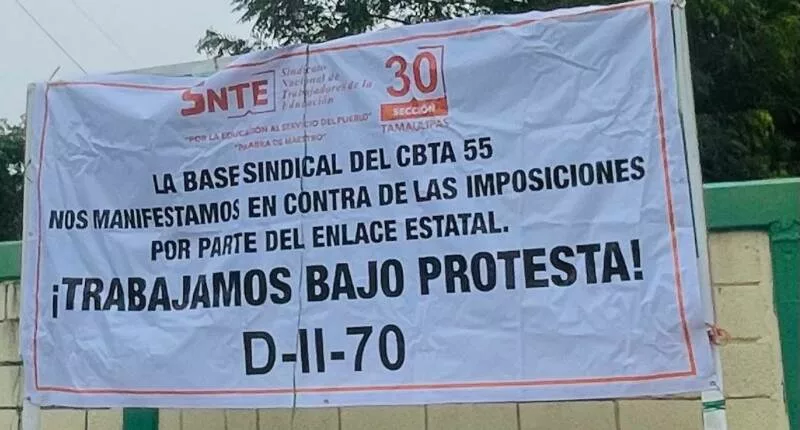 SNTE
Sindicato
Nacional de
Trabajadores de la
Educación
30
SECCIÓN
TAMAULIPAS
"POR LA EDUCACIÓN AL SERVICIO DEL PUEBLO"
"PALABRA DE MAESTRO"
LA BASE SINDICAL DEL CBTA 55
NOS MANIFESTAMOS EN CONTRA DE LAS IMPOSICIONES
POR PARTE DEL ENLACE ESTATAL.
¡TRABAJAMOS BAJO PROTESTA!
D-II-70